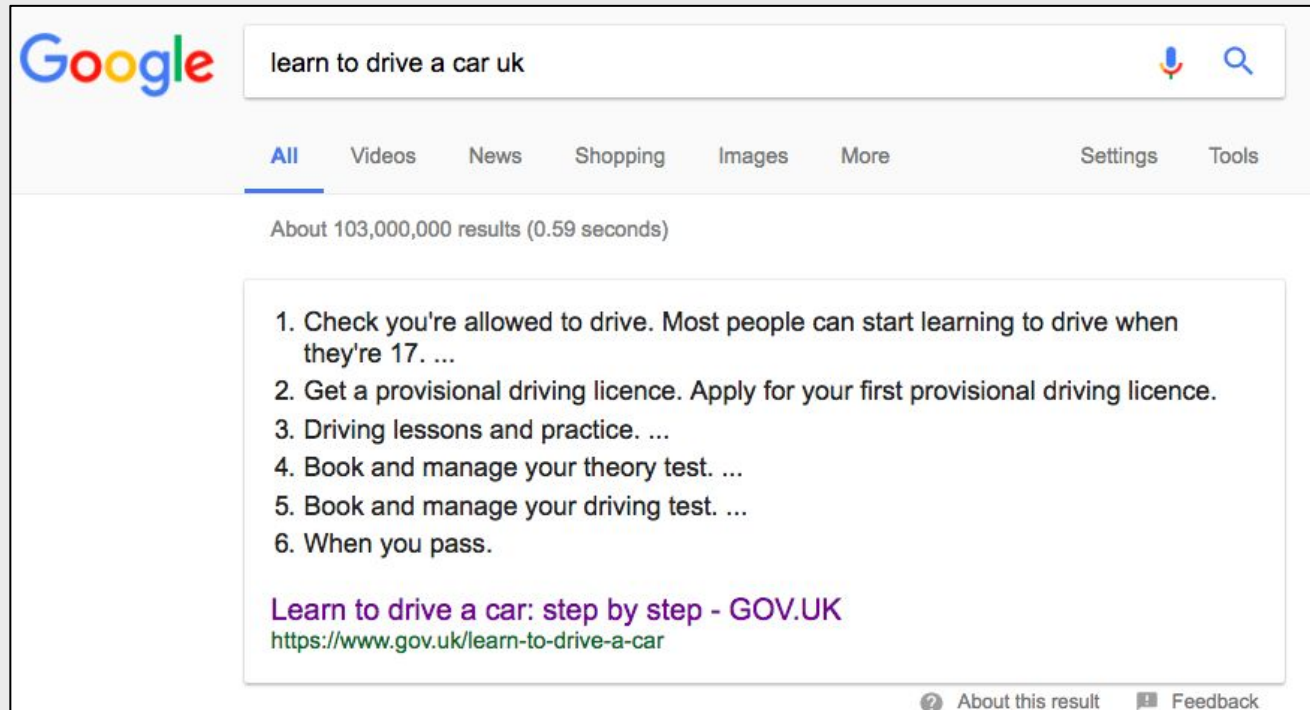 Google
learn to drive a car uk
All Videos News Shopping Images More Settings Tools
About 103,000,000 results (0.59 seconds)
1. Check you're allowed to drive. Most people can start learning to drive when
they're 17. ...
2. Get a provisional driving licence. Apply for your first provisional driving licence.
3. Driving lessons and practice. ...
4. Book and manage your theory test. ...
5. Book and manage your driving test. ...
6. When you pass.
Learn to drive a car: step by step - GOV.UK
https://www.gov.uk/learn-to-drive-a-car
About this result Feedback